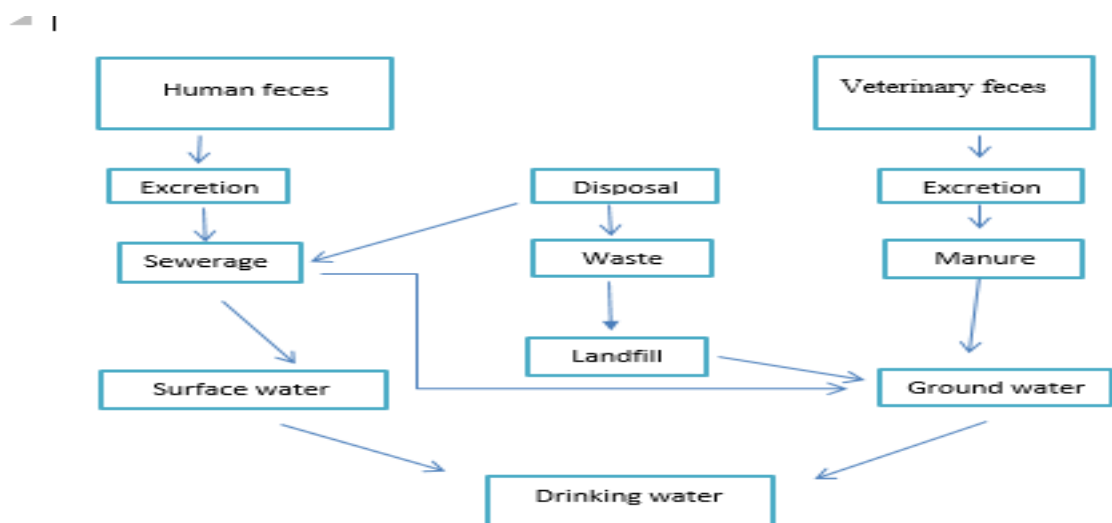 Human feces
Veterinary feces
Excretion
Disposal
Excretion
Sewerage
Waste
Manure
Landfill
Surface water
Ground water
Drinking water